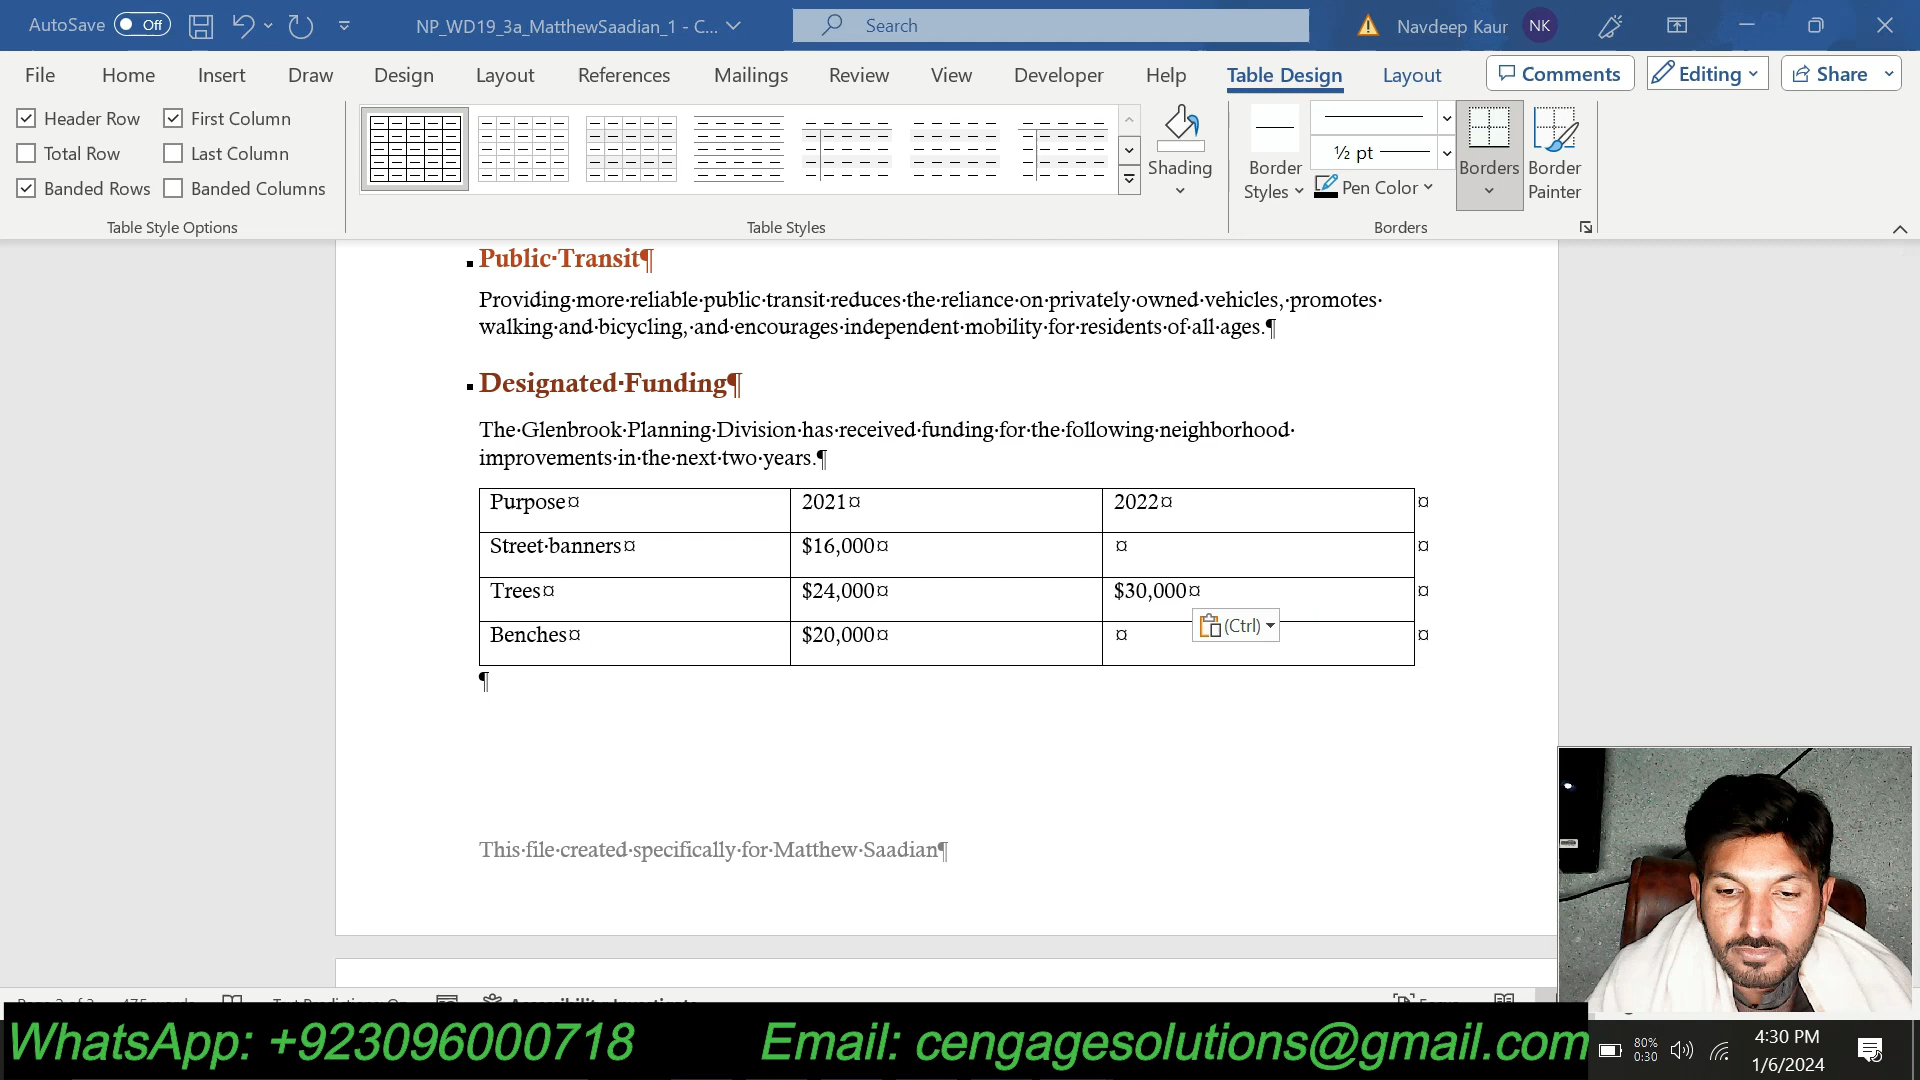 AutoSave Off NP_WD19_3a_MatthewSaadian_1 - C... Search Navdeep Kaur NK
File Home Insert Draw Design Layout References Mailings Review View Developer Help Table Design Layout Comments Editing Share
Header Row First Column
Total Row Last Column
Banded Rows Banded Columns
Table Style Options
Table Styles
Shading
Border Styles
½ pt
Pen Color
Borders
Border Painter
Borders
Public·Transit¶
Providing·more·reliable·public·transit·reduces·the·reliance·on·privately·owned·vehicles,·promotes·
walking·and·bicycling,·and·encourages·independent·mobility·for·residents·of·all·ages.¶
Designated·Funding¶
The·Glenbrook·Planning·Division·has·received·funding·for·the·following·neighborhood·
improvements·in·the·next·two·years.¶
Purpose¤ 2021¤ 2022¤ ¤
Street·banners¤ $16,000¤ ¤ ¤
Trees¤ $24,000¤ $30,000¤ ¤
(Ctrl)
Benches¤ $20,000¤ ¤ ¤
¶
This·file·created·specifically·for·Matthew·Saadian¶
WhatsApp: +923096000718 Email: cengagesolutions@gmail.com
80%
0:30
4:30 PM
1/6/2024